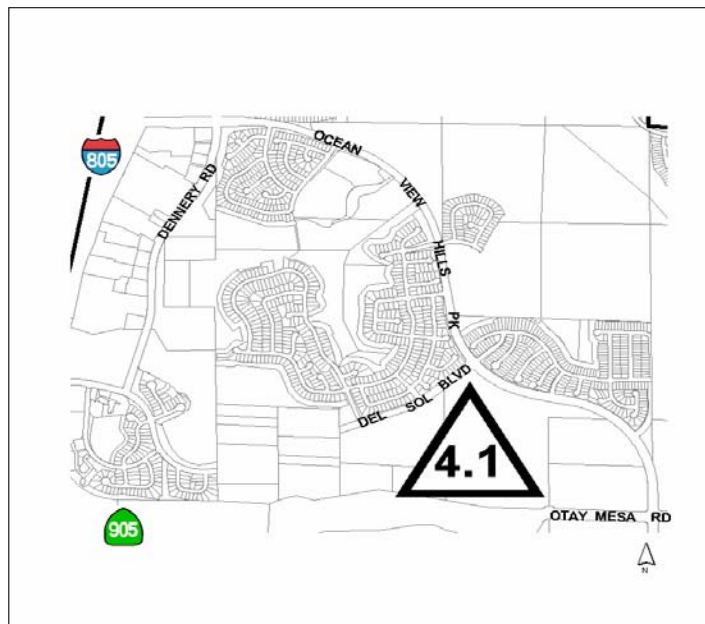 OCEAN
VIEW
HILLS
PK
805
DENNERY RD
DEL SOL BLVD
4.1
905
OTAY MESA RD
N